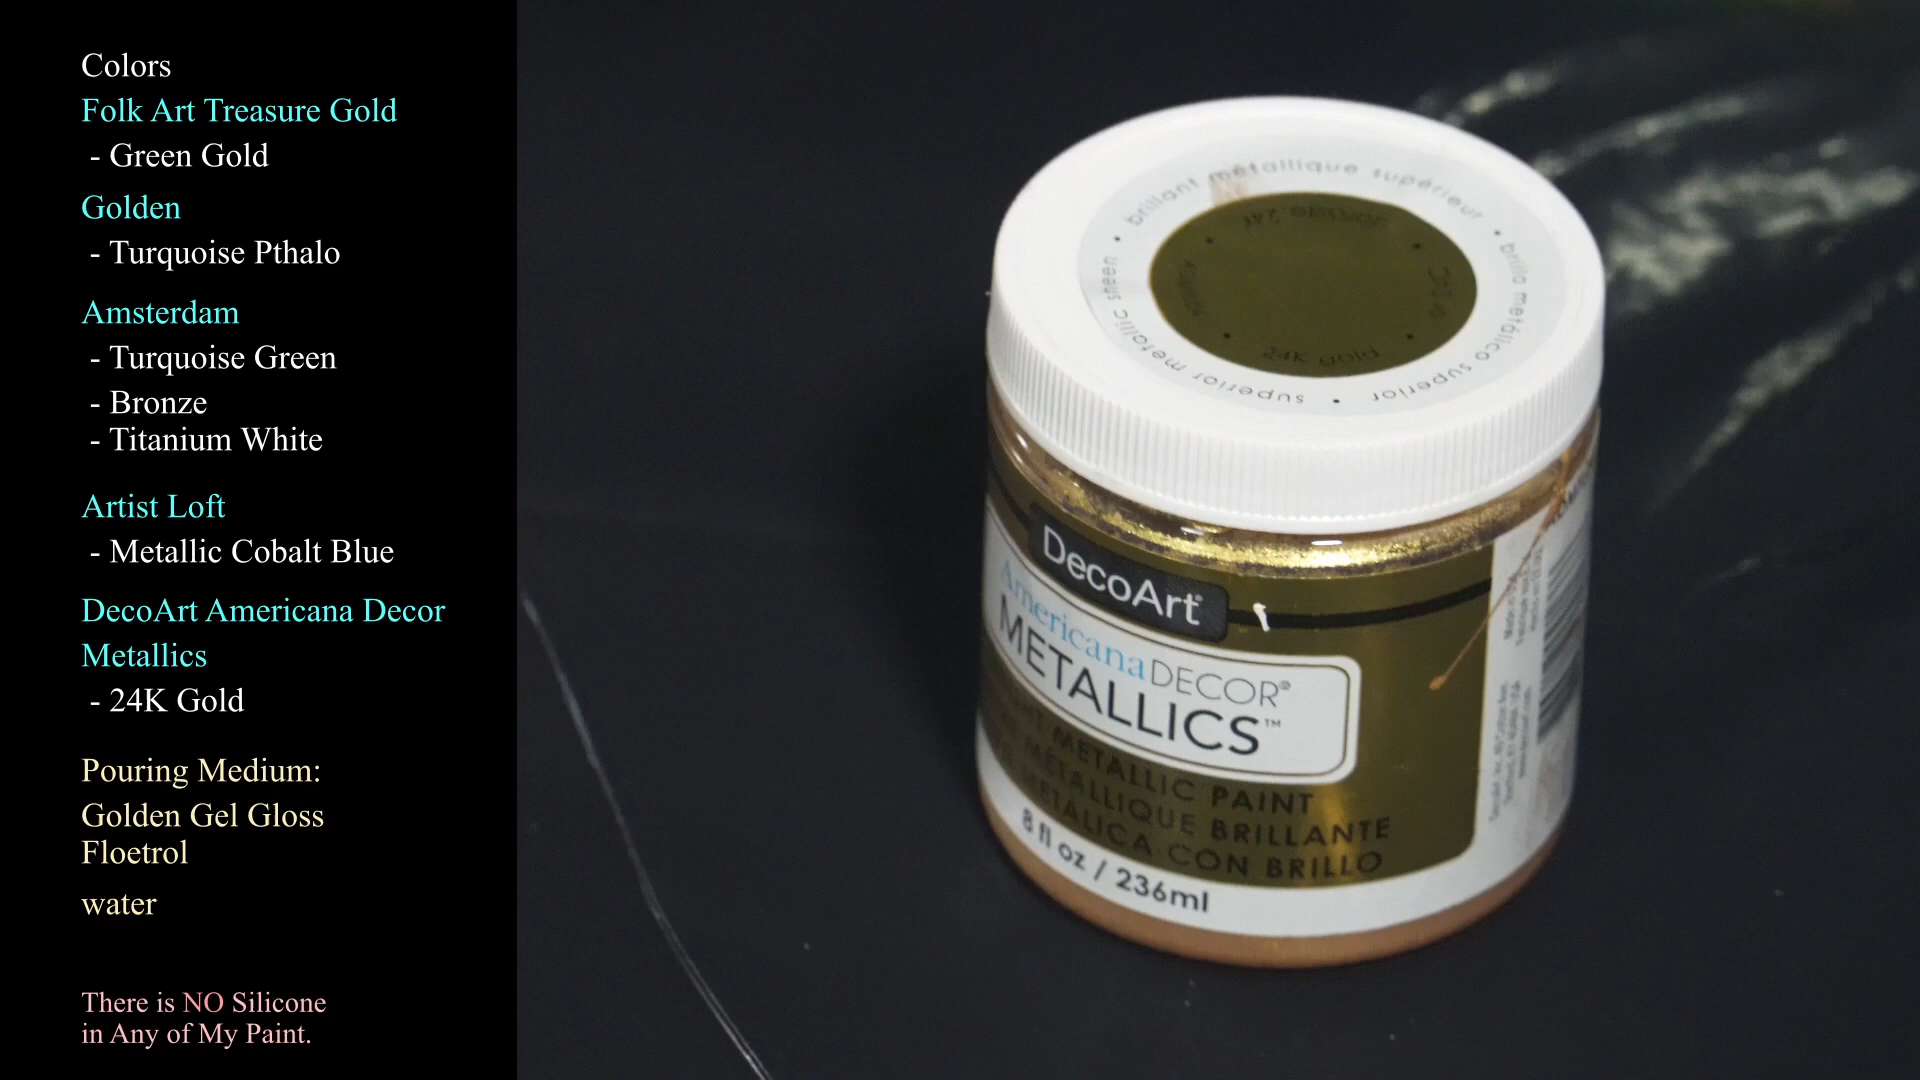 Colors
Folk Art Treasure Gold
- Green Gold
Golden
- Turquoise Pthalo
Amsterdam
- Turquoise Green
- Bronze
- Titanium White
Artist Loft
- Metallic Cobalt Blue
DecoArt Americana Decor
Metallics
- 24K Gold
Pouring Medium:
Golden Gel Gloss
Floetrol
water
There is NO Silicone
in Any of My Paint.
• brillant métallique supérieur • brillo metálico superior • superior metallic sheen
24K gold
DecoArt®
AmericanaDECOR®
METALLICS™
METALLIC PAINT
MÉTALLIQUE BRILLANTE
METÁLICA CON BRILLO
8 fl oz / 236ml